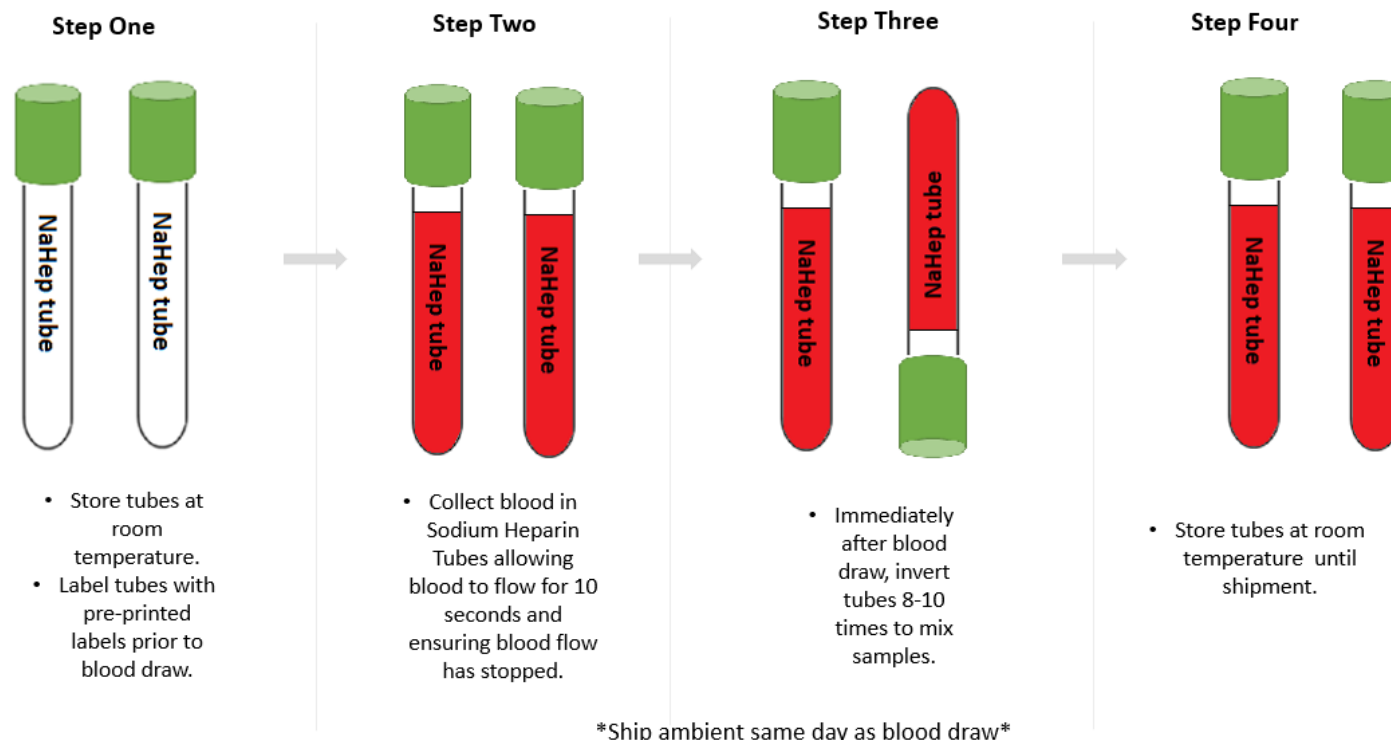 Step One
NaHep tube
NaHep tube
• Store tubes at
room
temperature.
• Label tubes with
pre-printed
labels prior to
blood draw.
Step Two
NaHep tube
NaHep tube
• Collect blood in
Sodium Heparin
Tubes allowing
blood to flow for 10
seconds and
ensuring blood flow
has stopped.
Step Three
NaHep tube
NaHep tube
• Immediately
after blood
draw, invert
tubes 8-10
times to mix
samples.
Step Four
NaHep tube
NaHep tube
• Store tubes at room
temperature until
shipment.
*Ship ambient same day as blood draw*